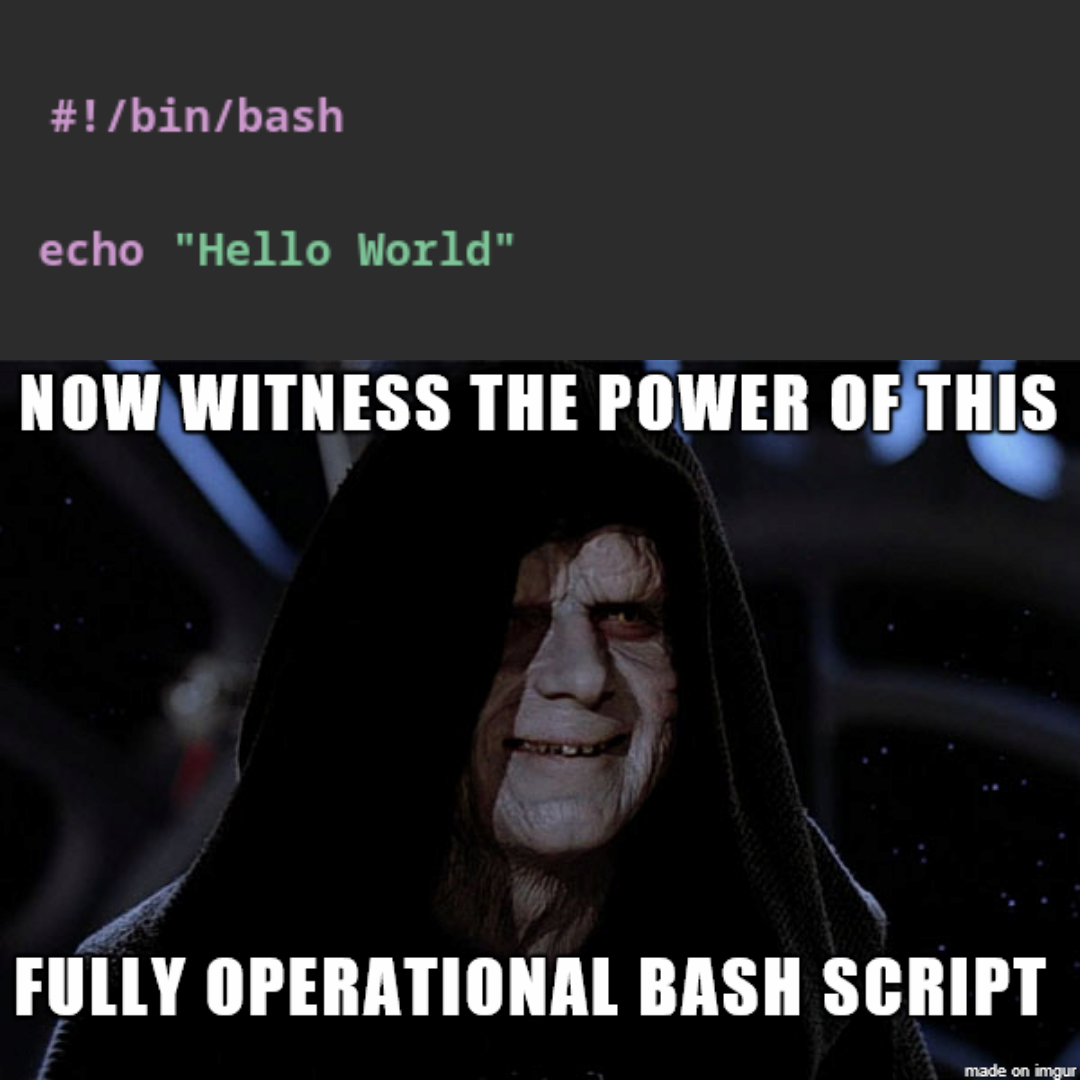 #!/bin/bash
echo "Hello World"
NOW WITNESS THE POWER OF THIS
FULLY OPERATIONAL BASH SCRIPT
made on imgur